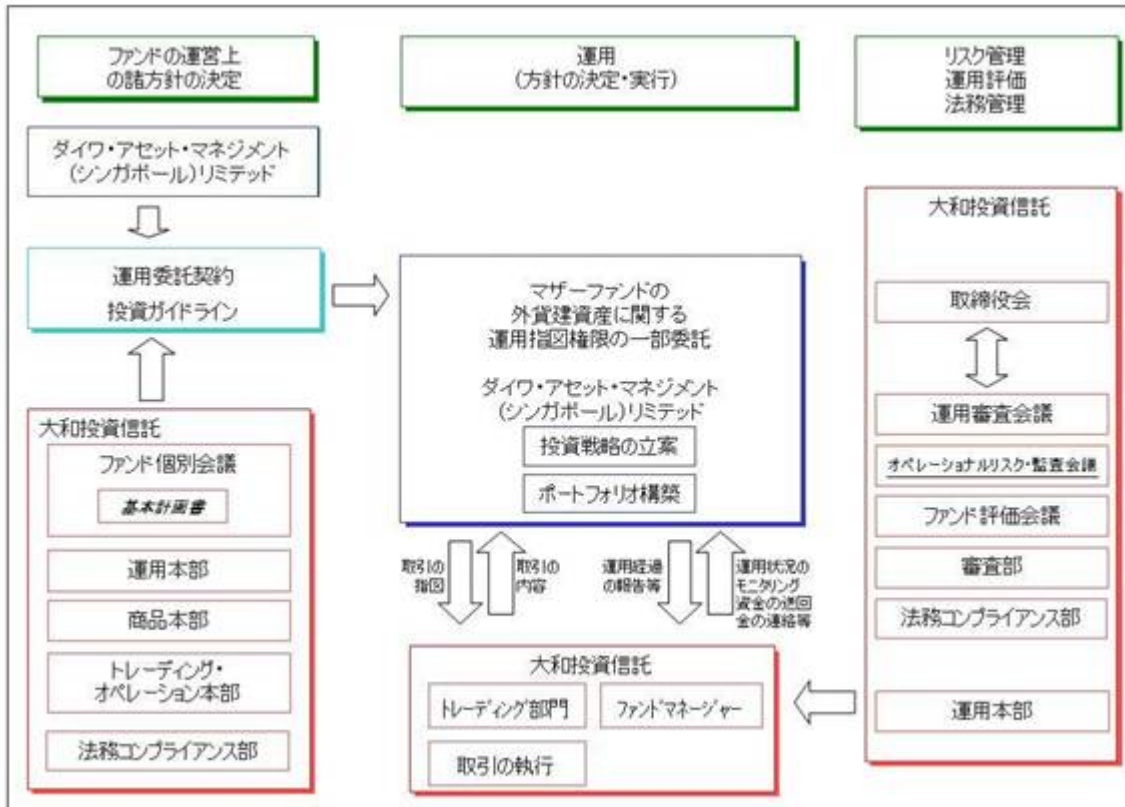 ファンドの運営上
の諸方針の決定
運用
(方針の決定・実行)
リスク管理
運用評価
法務管理
ダイワ・アセット・マネジメント
(シンガポール)リミテッド
運用委託契約
投資ガイドライン
大和投資信託
ファンド個別会議
基本計画書
運用本部
商品本部
トレーディング・
オペレーション本部
法務コンプライアンス部
マザーファンドの
外貨建資産に関する
運用指図権限の一部委託
ダイワ・アセット・マネジメント
(シンガポール)リミテッド
投資戦略の立案
ポートフォリオ構築
取引の
指図
取引の
内容
運用経過
の報告等
運用状況の
モニタリング
資金の送回
金の連絡等
大和投資信託
トレーディング部門
ファンドマネージャー
取引の執行
大和投資信託
取締役会
運用審査会議
オペレーショナルリスク・監査会議
ファンド評価会議
審査部
法務コンプライアンス部
運用本部